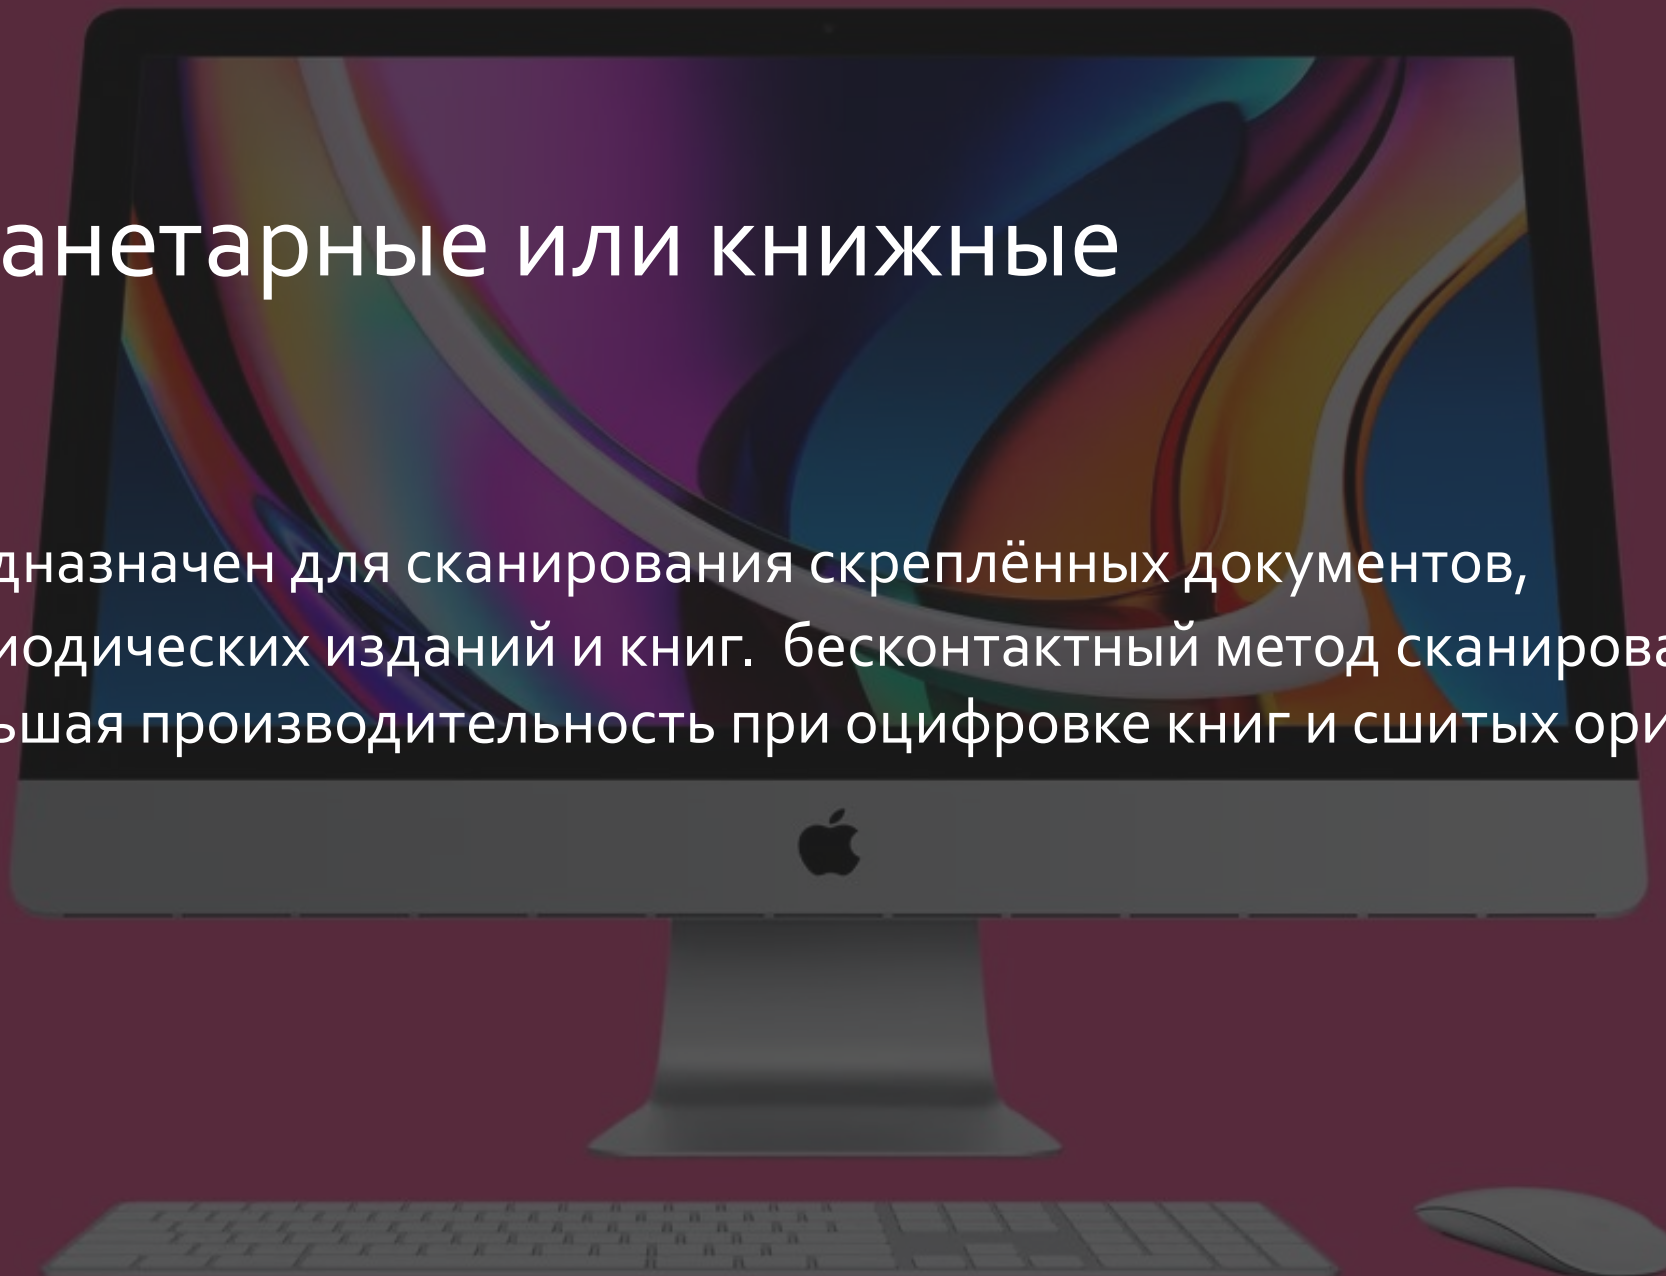 анетарные или книжные
дназначен для сканирования скреплённых документов,
иодических изданий и книг. бесконтактный метод сканирова
ьшая производительность при оцифровке книг и сшитых ори